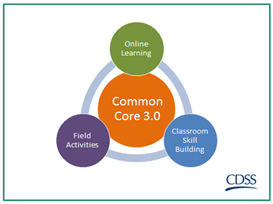 Online
Learning
Common
Core 3.0
Field
Activities
Classroom
Skill
Building
CDSS